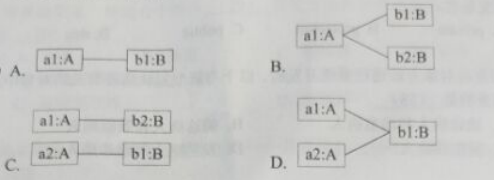 A. a1:A b1:B
B. a1:A b1:B b2:B
C. a1:A b2:B
a2:A b1:B
D. a1:A a2:A b1:B